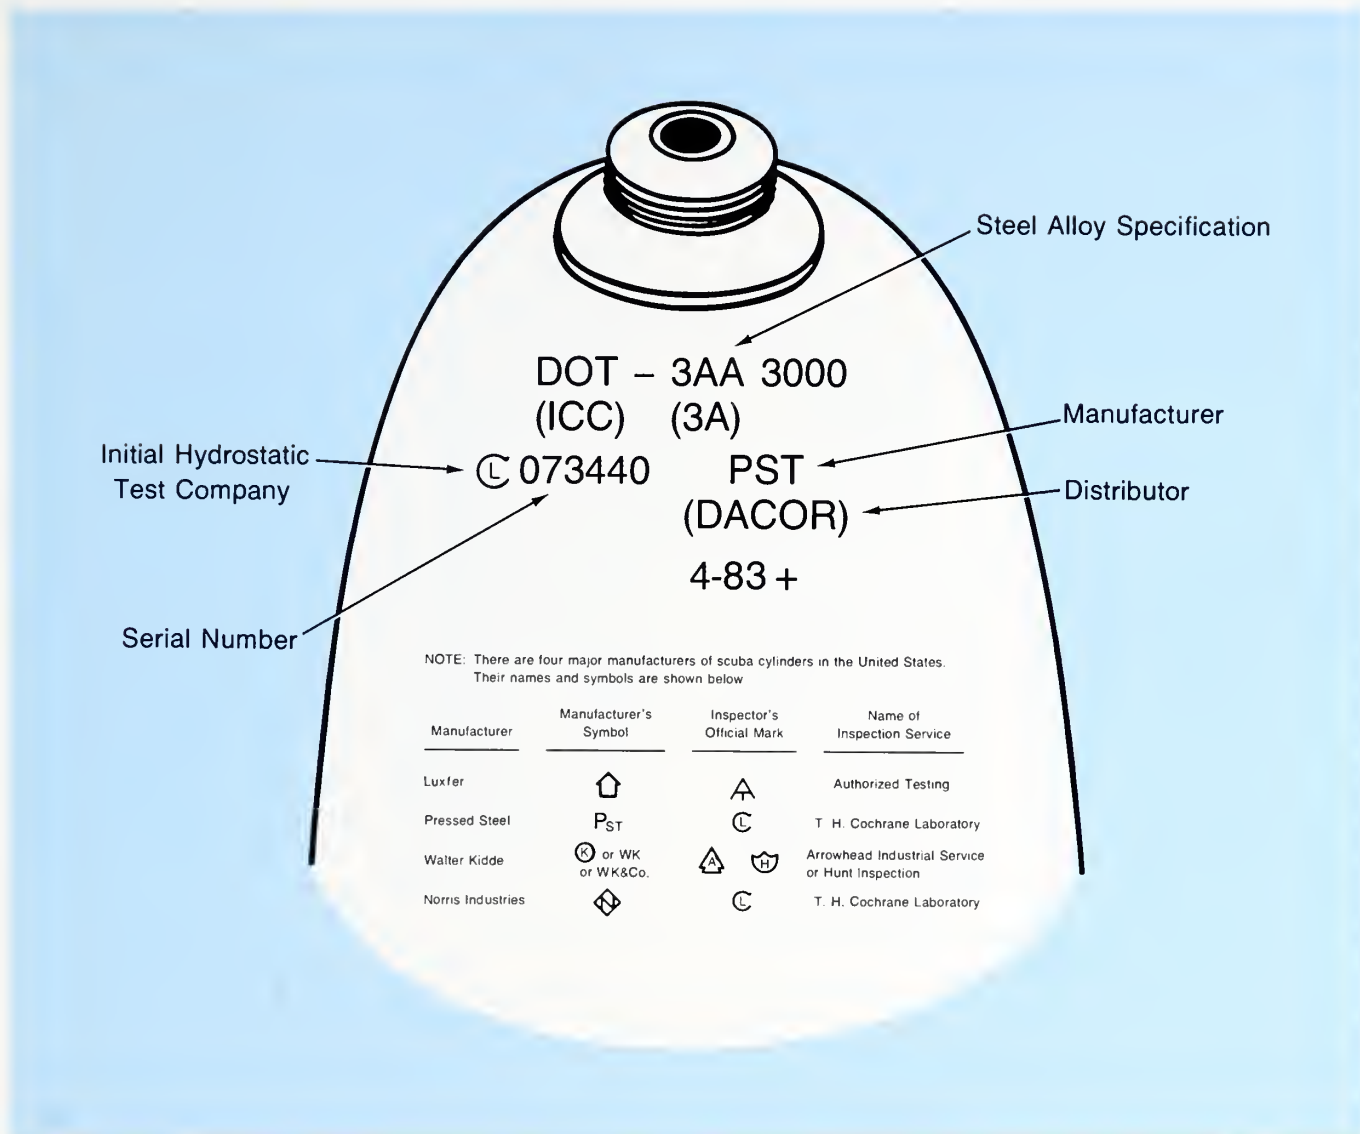 Steel Alloy Specification
DOT – 3AA 3000
(ICC) (3A)
Manufacturer
Initial Hydrostatic
Test Company
CL 073440 PST
Distributor
(DACOR)
4-83 +
Serial Number
NOTE: There are four major manufacturers of scuba cylinders in the United States.
Their names and symbols are shown below
Manufacturer Manufacturer's Symbol Inspector's Official Mark Name of Inspection Service
Luxfer A Authorized Testing
Pressed Steel PST CL T H. Cochrane Laboratory
Walter Kidde K or WK A H Arrowhead Industrial Service
or WK&Co. or Hunt Inspection
Norris Industries N CL T. H. Cochrane Laboratory